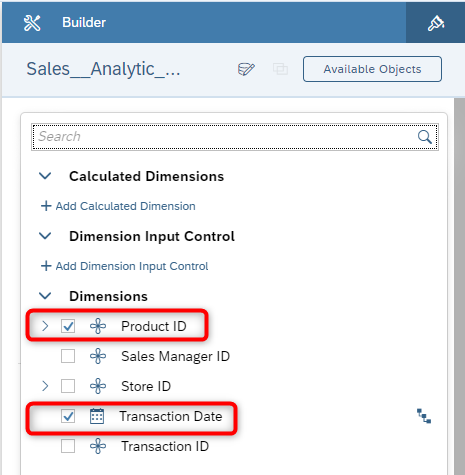 Builder
Sales__Analytic_...
Available Objects
Search
Calculated Dimensions
+ Add Calculated Dimension
Dimension Input Control
+ Add Dimension Input Control
Dimensions
Product ID
Sales Manager ID
Store ID
Transaction Date
Transaction ID